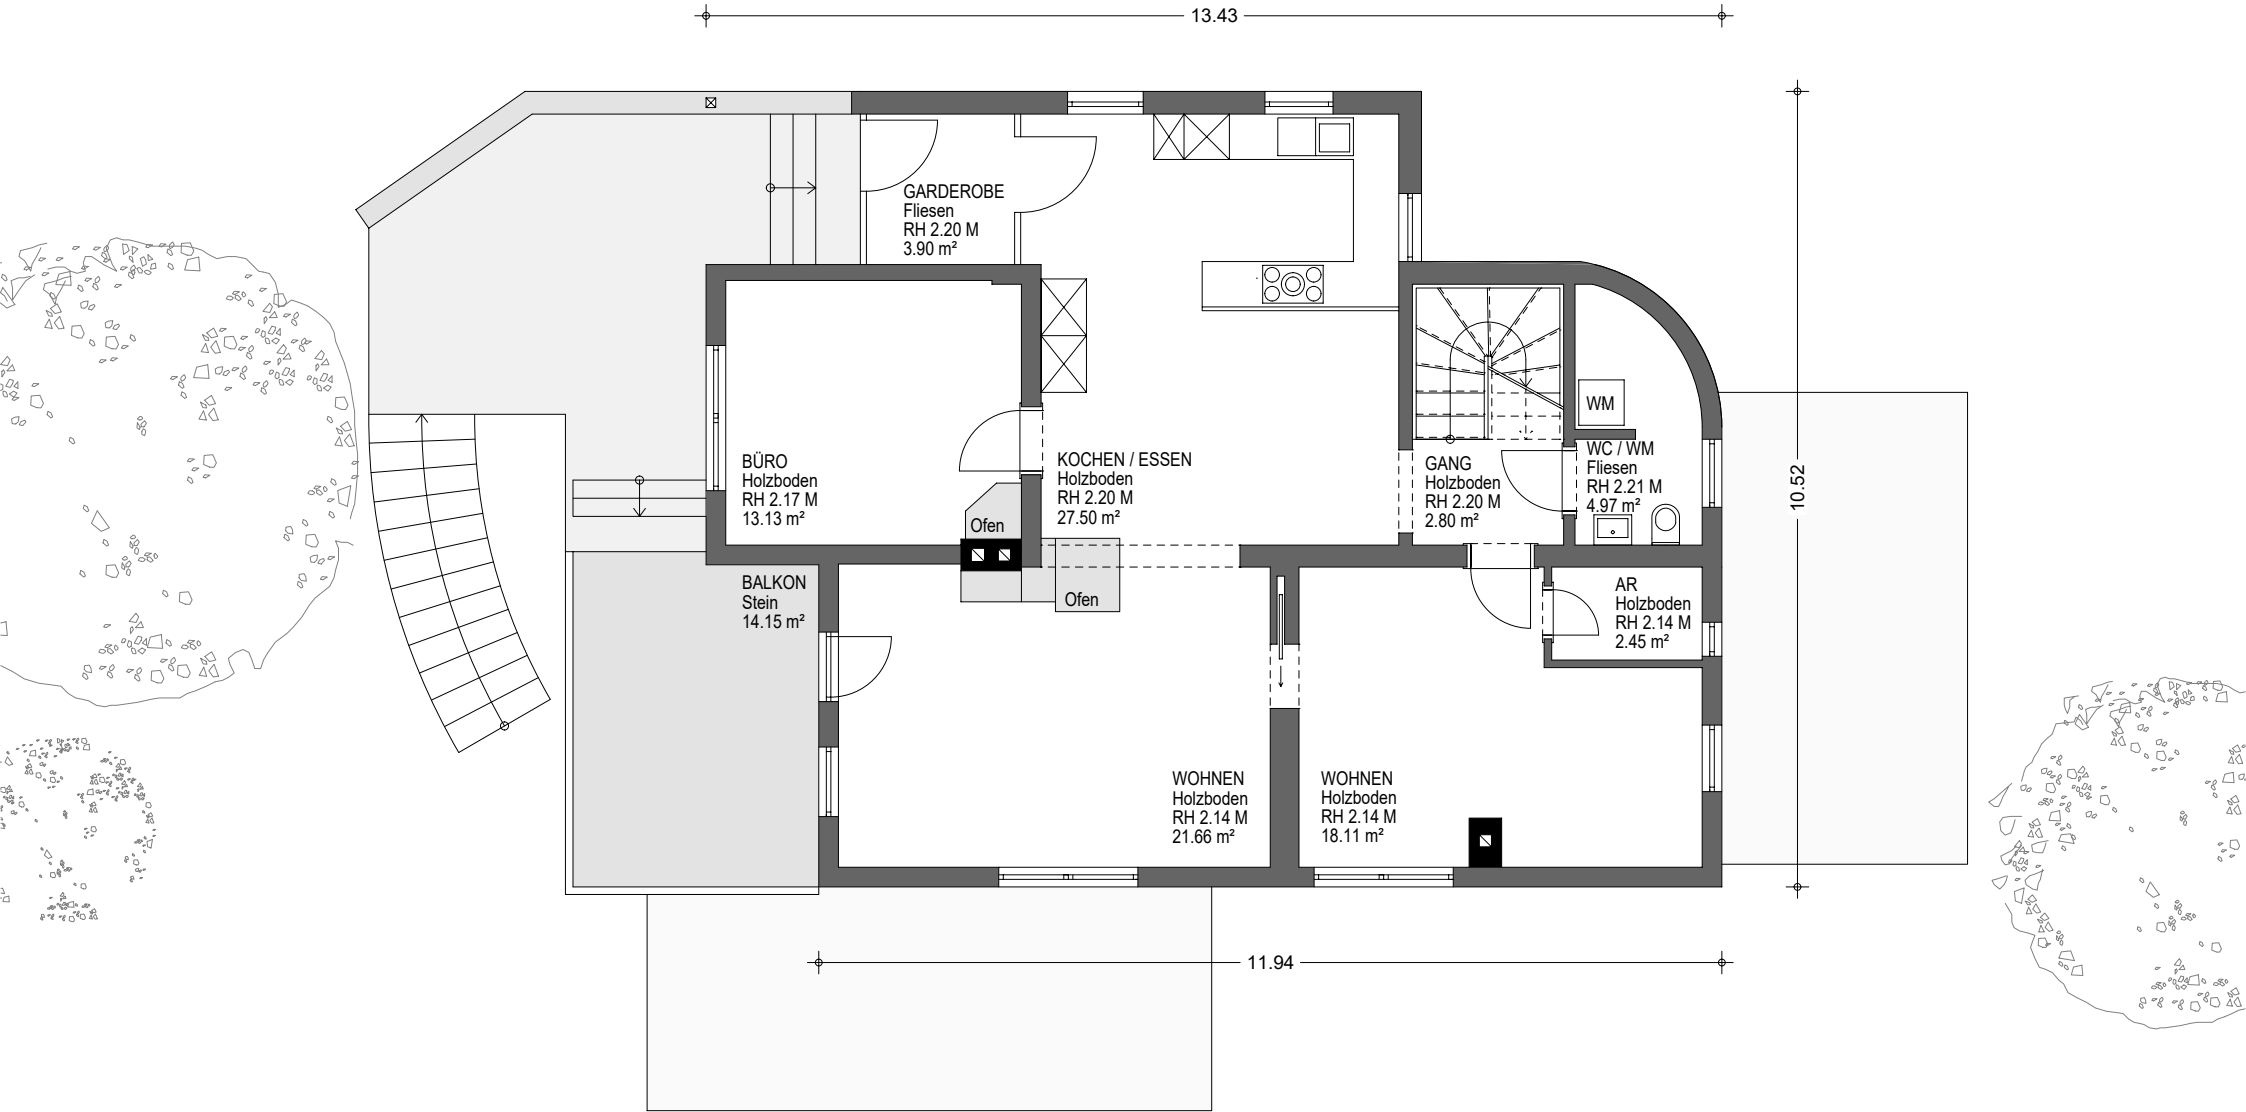 13.43
GARDEROBE
Fliesen
RH 2.20 M
3.90 m²
WM
BÜRO
Holzboden
RH 2.17 M
13.13 m²
Ofen
KOCHEN / ESSEN
Holzboden
RH 2.20 M
27.50 m²
GANG
Holzboden
RH 2.20 M
2.80 m²
WC / WM
Fliesen
RH 2.21 M
4.97 m²
10.52
BALKON
Stein
14.15 m²
Ofen
AR
Holzboden
RH 2.14 M
2.45 m²
WOHNEN
Holzboden
RH 2.14 M
21.66 m²
WOHNEN
Holzboden
RH 2.14 M
18.11 m²
11.94